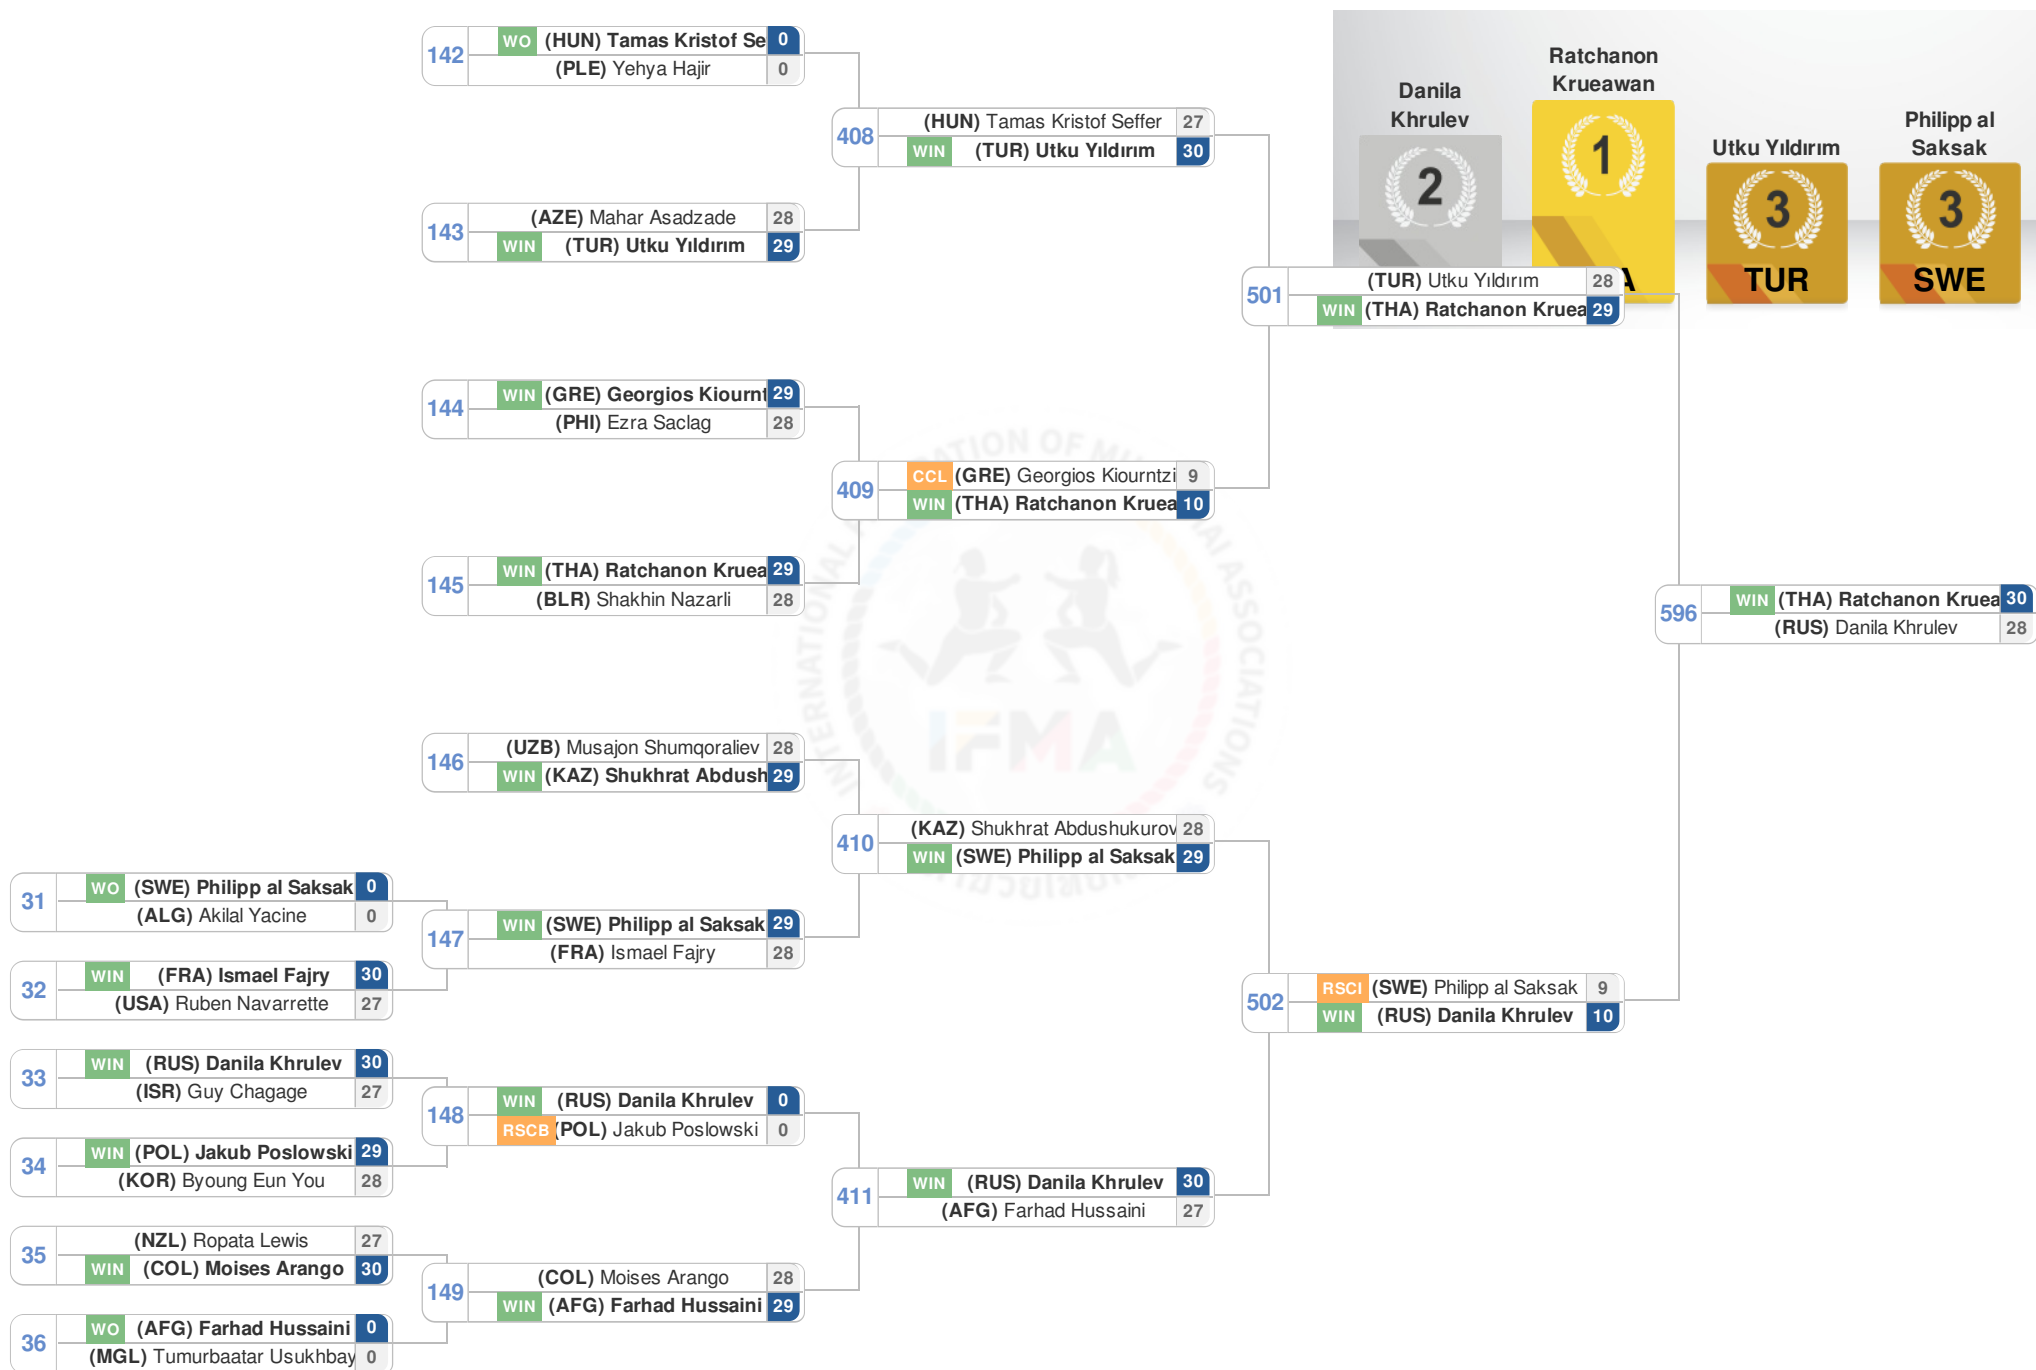 142
WO (HUN) Tamas Kristof Se 0
(PLE) Yehya Hajir 0
143
(AZE) Mahar Asadzade 28
WIN (TUR) Utku Yıldırım 29
144
WIN (GRE) Georgios Kiournt 29
(PHI) Ezra Saclag 28
145
WIN (THA) Ratchanon Kruea 29
(BLR) Shakhin Nazarli 28
146
(UZB) Musajon Shumqoraliev 28
WIN (KAZ) Shukhrat Abdush 29
31
WO (SWE) Philipp al Saksak 0
(ALG) Akilal Yacine 0
32
WIN (FRA) Ismael Fajry 30
(USA) Ruben Navarrette 27
33
WIN (RUS) Danila Khrulev 30
(ISR) Guy Chagage 27
34
WIN (POL) Jakub Poslowski 29
(KOR) Byoung Eun You 28
35
(NZL) Ropata Lewis 27
WIN (COL) Moises Arango 30
36
WO (AFG) Farhad Hussaini 0
(MGL) Tumurbaatar Usukhbay 0
147
WIN (SWE) Philipp al Saksak 29
(FRA) Ismael Fajry 28
148
WIN (RUS) Danila Khrulev 0
RSCB (POL) Jakub Poslowski 0
149
(COL) Moises Arango 28
WIN (AFG) Farhad Hussaini 29
408
(HUN) Tamas Kristof Seffer 27
WIN (TUR) Utku Yıldırım 30
409
CCL (GRE) Georgios Kiourntzi 9
WIN (THA) Ratchanon Kruea 10
410
(KAZ) Shukhrat Abdushukurov 28
WIN (SWE) Philipp al Saksak 29
411
WIN (RUS) Danila Khrulev 30
(AFG) Farhad Hussaini 27
501
(TUR) Utku Yıldırım 28
WIN (THA) Ratchanon Kruea 29
502
RSCI (SWE) Philipp al Saksak 9
WIN (RUS) Danila Khrulev 10
596
WIN (THA) Ratchanon Kruea 30
(RUS) Danila Khrulev 28
Danila
Khrulev
2
Ratchanon
Krueawan
1
A
Utku Yıldırım
3
TUR
Philipp al
Saksak
3
SWE
IFMA